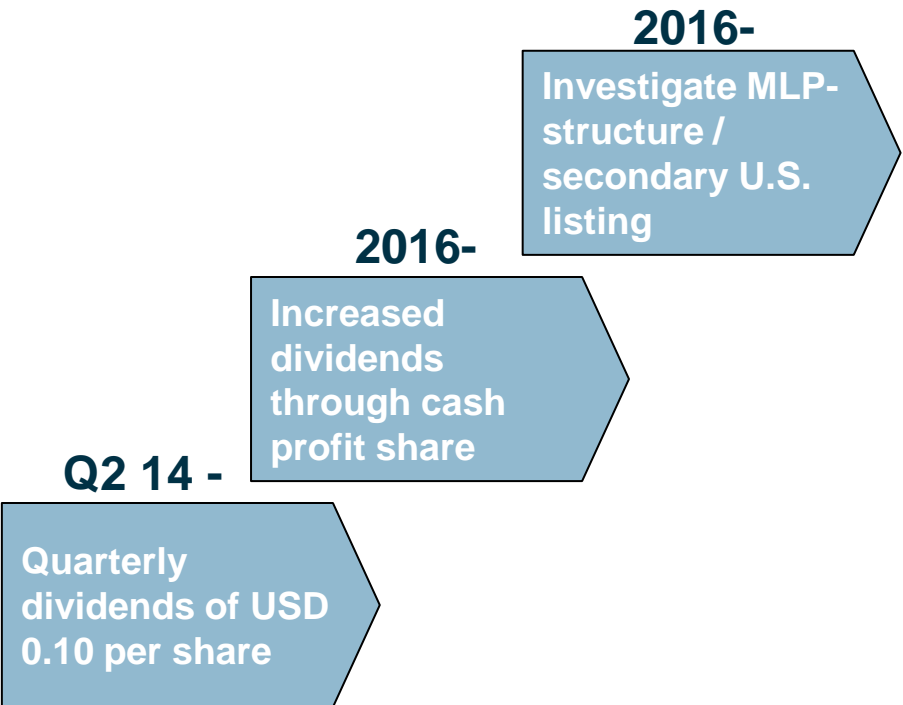 2016-
Investigate MLP-
structure /
secondary U.S.
listing
2016-
Increased
dividends
through cash
profit share
Q2 14 -
Quarterly
dividends of USD
0.10 per share